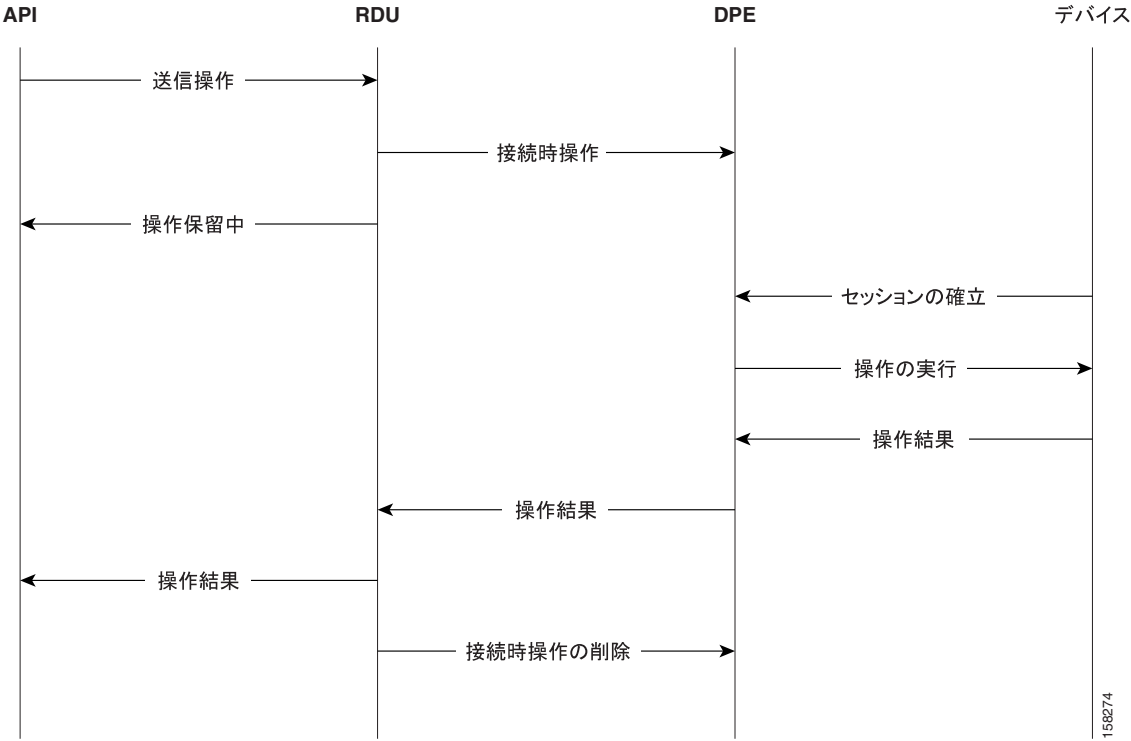 API
RDU
DPE
デバイス
送信操作
接続時操作
操作保留中
セッションの確立
操作の実行
操作結果
操作結果
操作結果
接続時操作の削除
158274